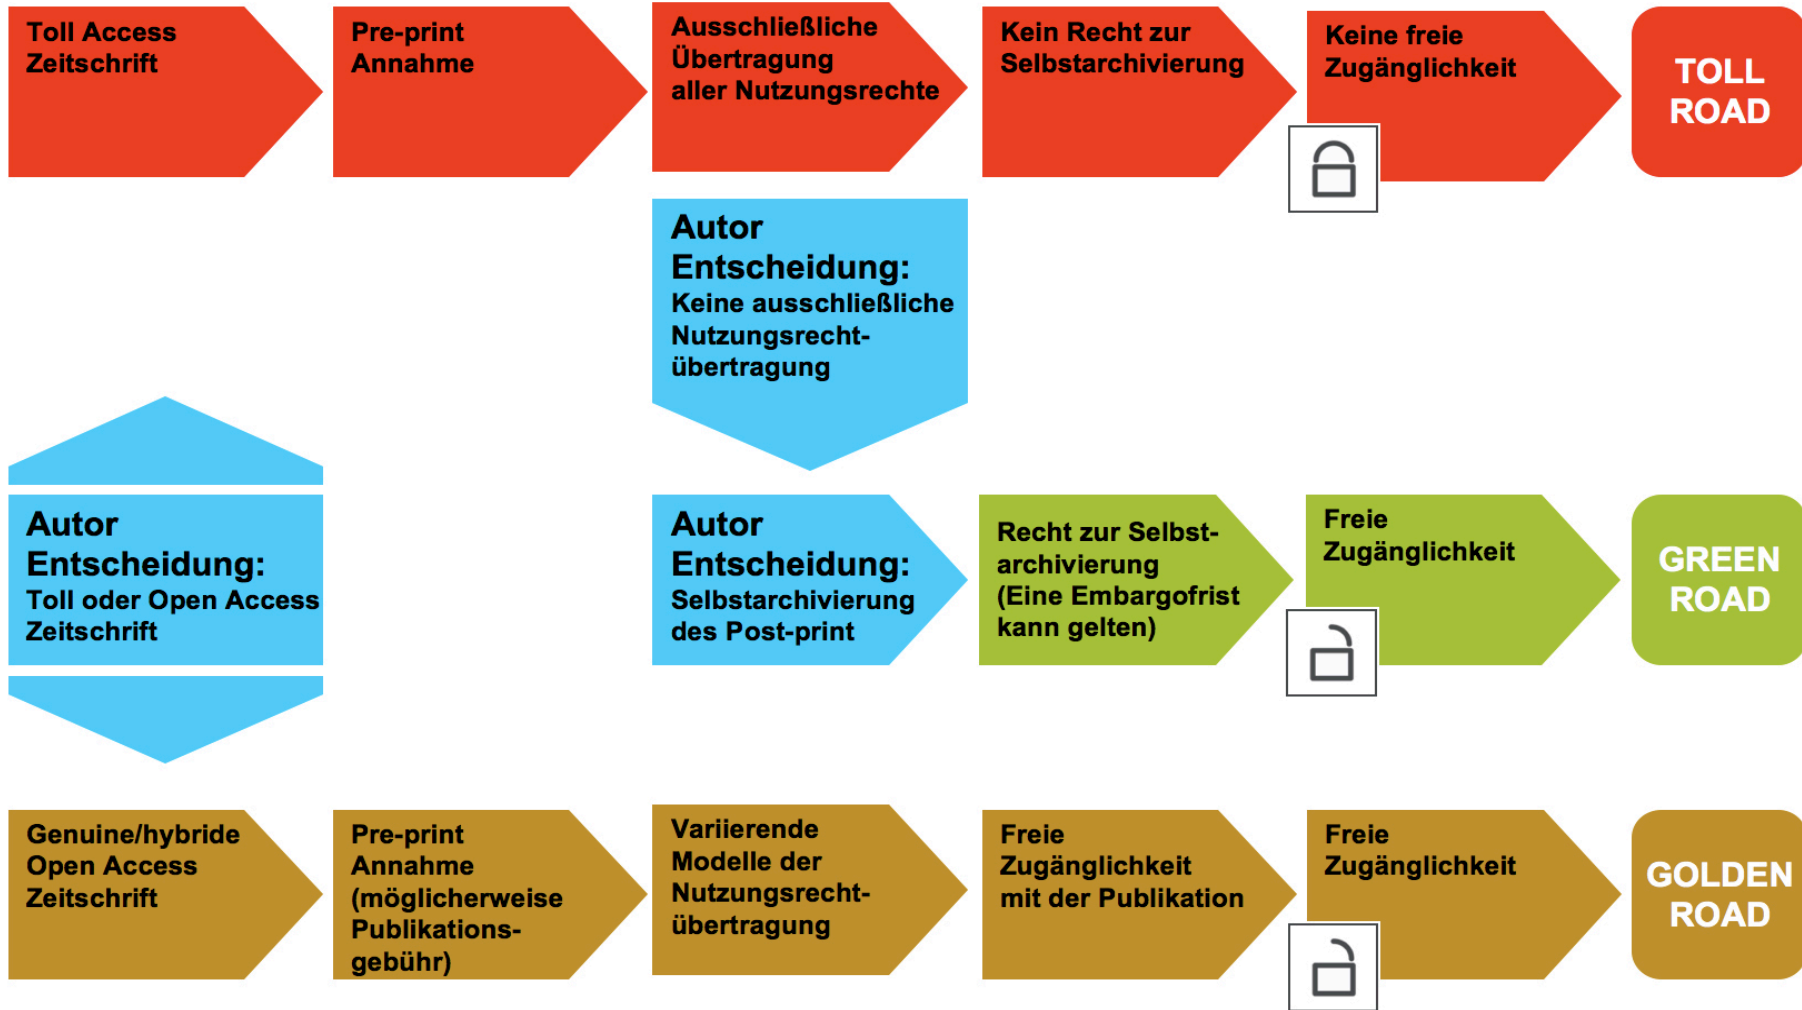 Toll Access
Zeitschrift
Pre-print
Annahme
Ausschließliche
Übertragung
aller Nutzungsrechte
Kein Recht zur
Selbstarchivierung
Keine freie
Zugänglichkeit
TOLL
ROAD
Autor
Entscheidung:
Keine ausschließliche
Nutzungsrecht-
übertragung
Autor
Entscheidung:
Toll oder Open Access
Zeitschrift
Autor
Entscheidung:
Selbstarchivierung
des Post-print
Recht zur Selbst-
archivierung
(Eine Embargofrist
kann gelten)
Freie
Zugänglichkeit
GREEN
ROAD
Genuine/hybride
Open Access
Zeitschrift
Pre-print
Annahme
(möglicherweise
Publikations-
gebühr)
Variierende
Modelle der
Nutzungsrecht-
übertragung
Freie
Zugänglichkeit
mit der Publikation
Freie
Zugänglichkeit
GOLDEN
ROAD